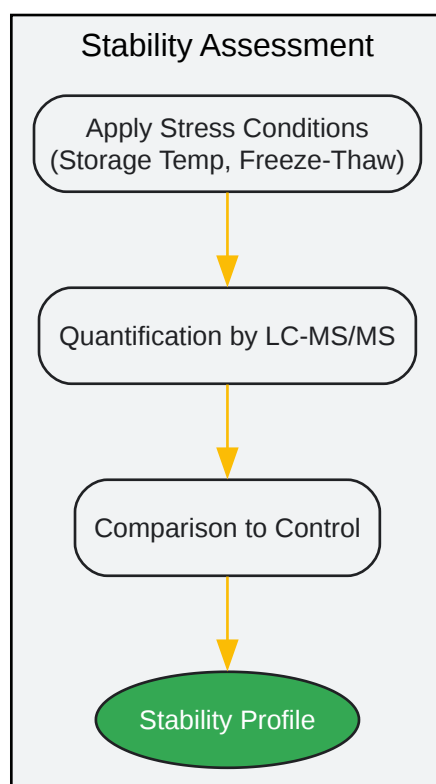 Stability Assessment
Apply Stress Conditions
(Storage Temp, Freeze-Thaw)
Quantification by LC-MS/MS
Comparison to Control
Stability Profile